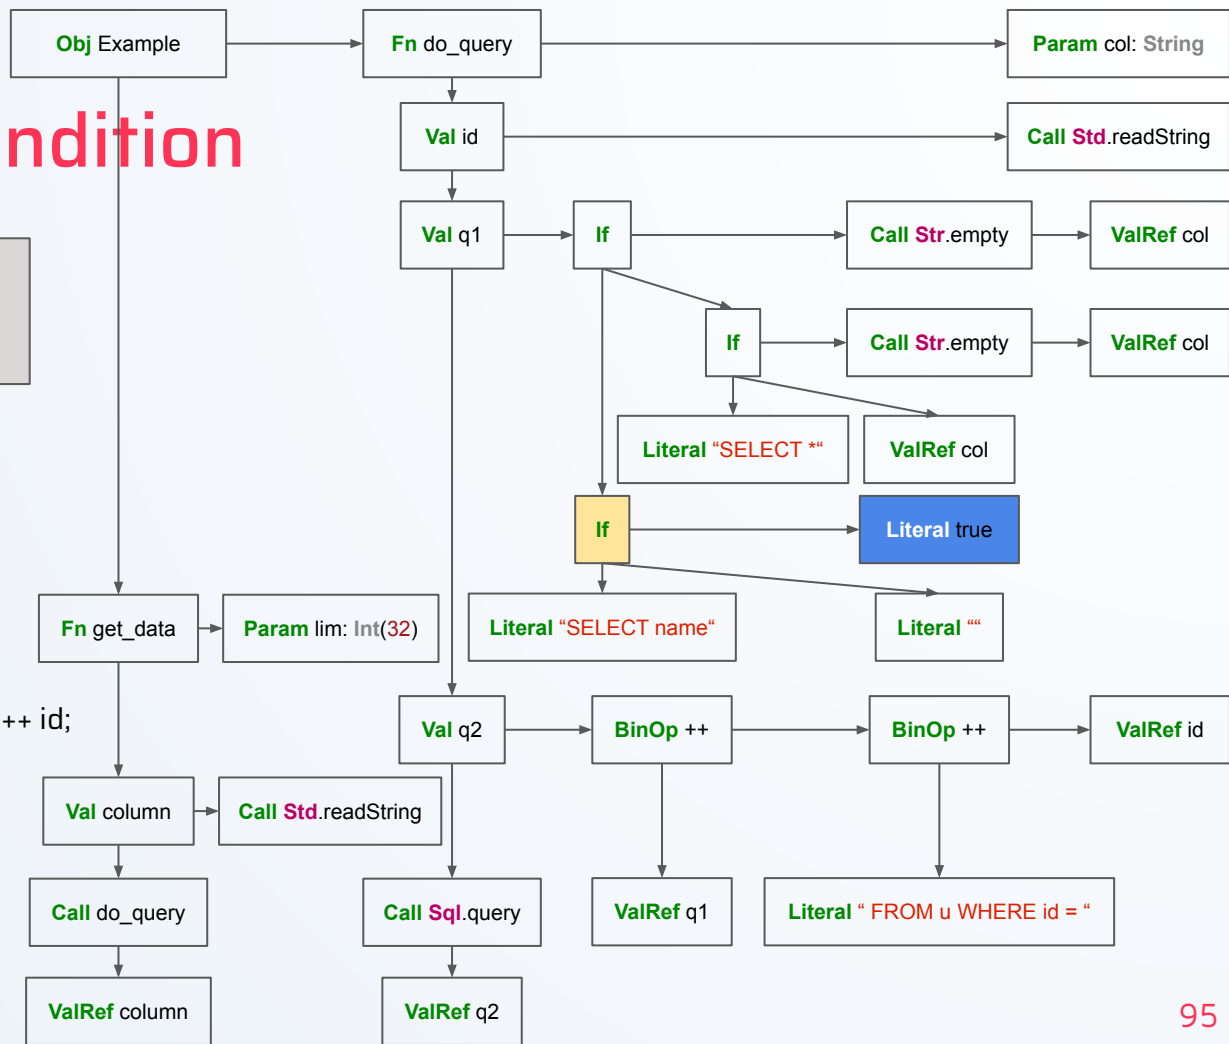 Obj Example
Fn do_query
Param col: String
ndition
Val id
Call Std.readString
Val q1
If
Call Str.empty
ValRef col
If
Call Str.empty
ValRef col
Literal “SELECT *“
ValRef col
If
Literal true
Fn get_data
Param lim: Int(32)
Literal “SELECT name“
Literal ““
++ id;
Val q2
BinOp ++
BinOp ++
ValRef id
Val column
Call Std.readString
Call do_query
Call Sql.query
ValRef q1
Literal “ FROM u WHERE id = “
ValRef column
ValRef q2
95